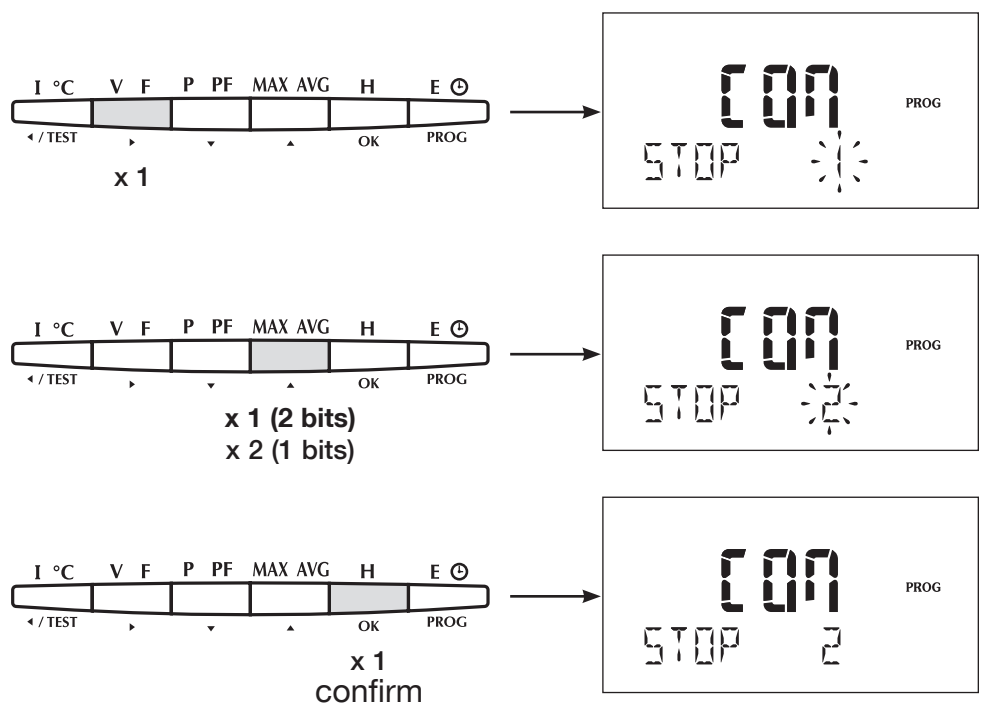 I °C V F P PF MAX AVG H E
/ TEST OK PROG
x 1
COM PROG
STOP 1
I °C V F P PF MAX AVG H E
/ TEST OK PROG
x 1 (2 bits)
x 2 (1 bits)
COM PROG
STOP 2
I °C V F P PF MAX AVG H E
/ TEST OK PROG
x 1
confirm
COM PROG
STOP 2